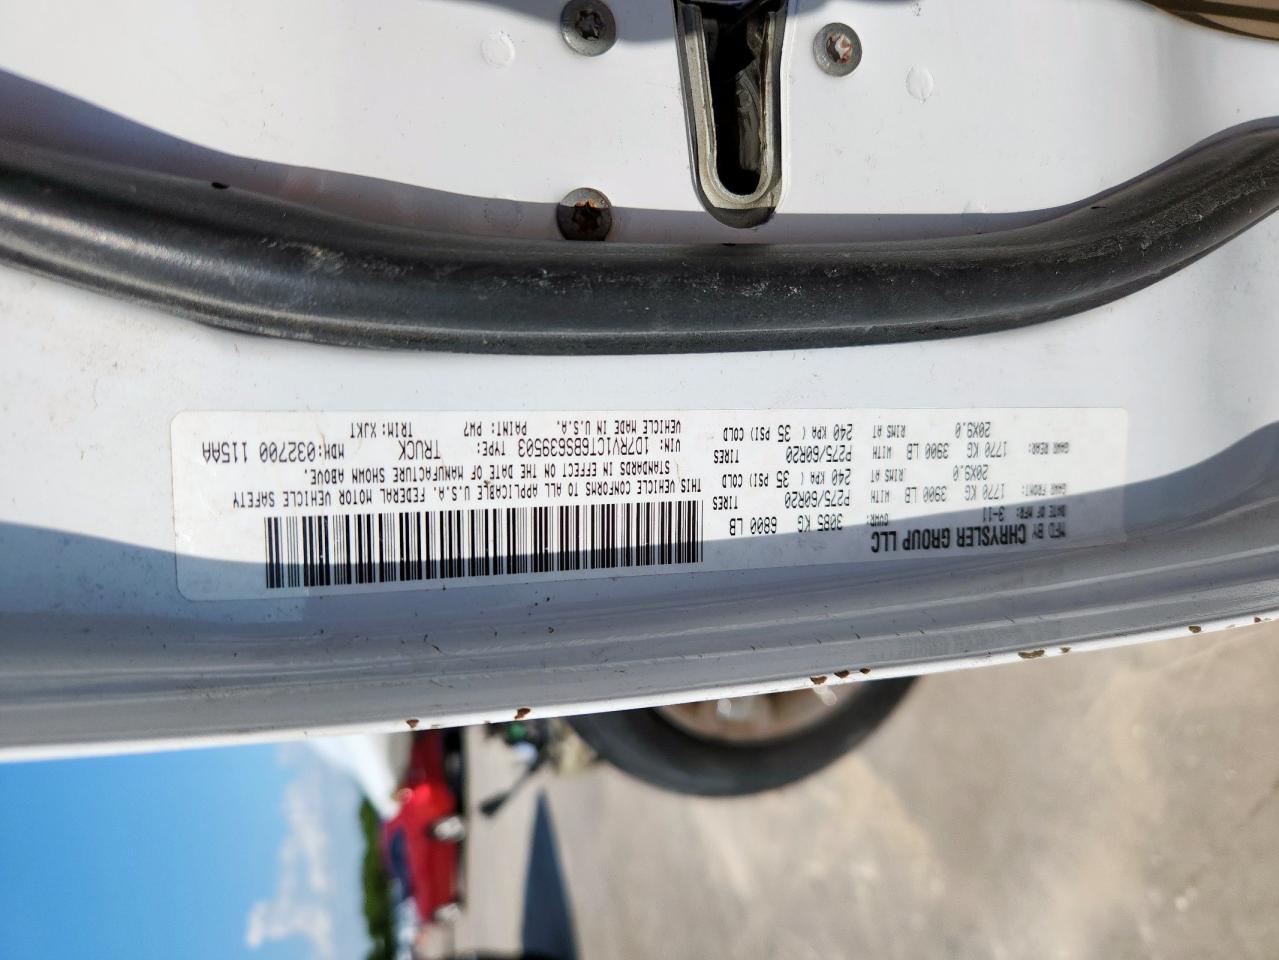 MFD BY CHRYSLER GROUP LLC
DATE OF MFR: 3-11 GVWR: 3085 KG 6800 LB
GAWR FRONT: 1770 KG 3900 LB WITH P275/60R20 TIRES
20X9.0 RIMS AT 240 KPA ( 35 PSI) COLD
GAWR REAR: 1770 KG 3900 LB WITH P275/60R20 TIRES
20X9.0 RIMS AT 240 KPA ( 35 PSI) COLD
THIS VEHICLE CONFORMS TO ALL APPLICABLE U.S.A. FEDERAL MOTOR VEHICLE SAFETY
STANDARDS IN EFFECT ON THE DATE OF MANUFACTURE SHOWN ABOVE.
VIN: 1D7RV1CT6BS639503 TYPE: TRUCK MDH: 032700 115AA
VEHICLE MADE IN U.S.A. PAINT: PW7 TRIM: XJKT